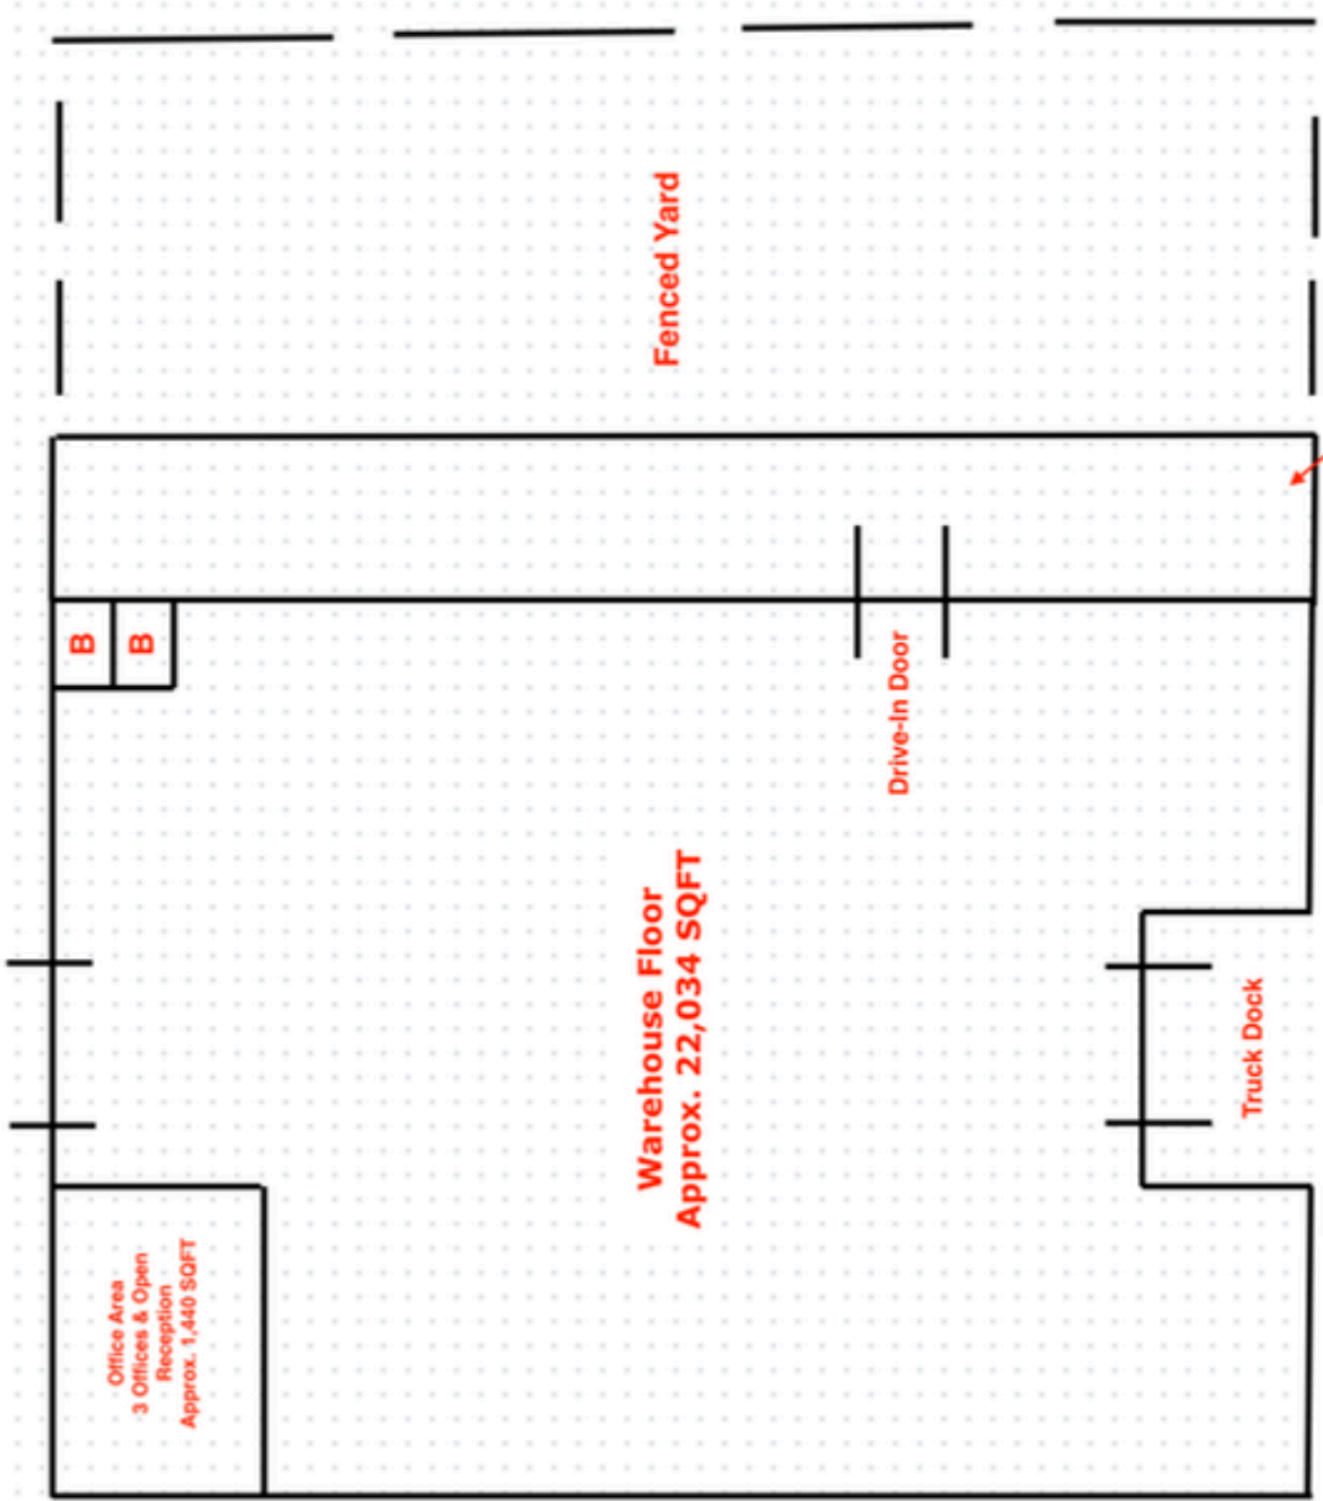 Fenced Yard
B
B
Drive-In Door
Warehouse Floor
Approx. 22,034 SQFT
Truck Dock
Office Area
3 Offices & Open
Reception
Approx. 1,440 SQFT